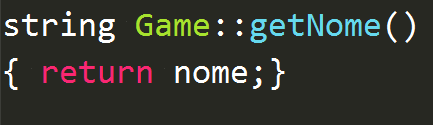 string Game::getNome()
{ return nome;}